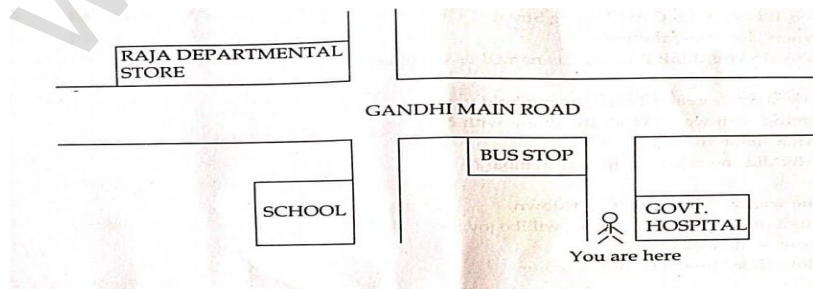 RAJA DEPARTMENTAL
STORE
GANDHI MAIN ROAD
BUS STOP
SCHOOL
GOVT.
HOSPITAL
You are here